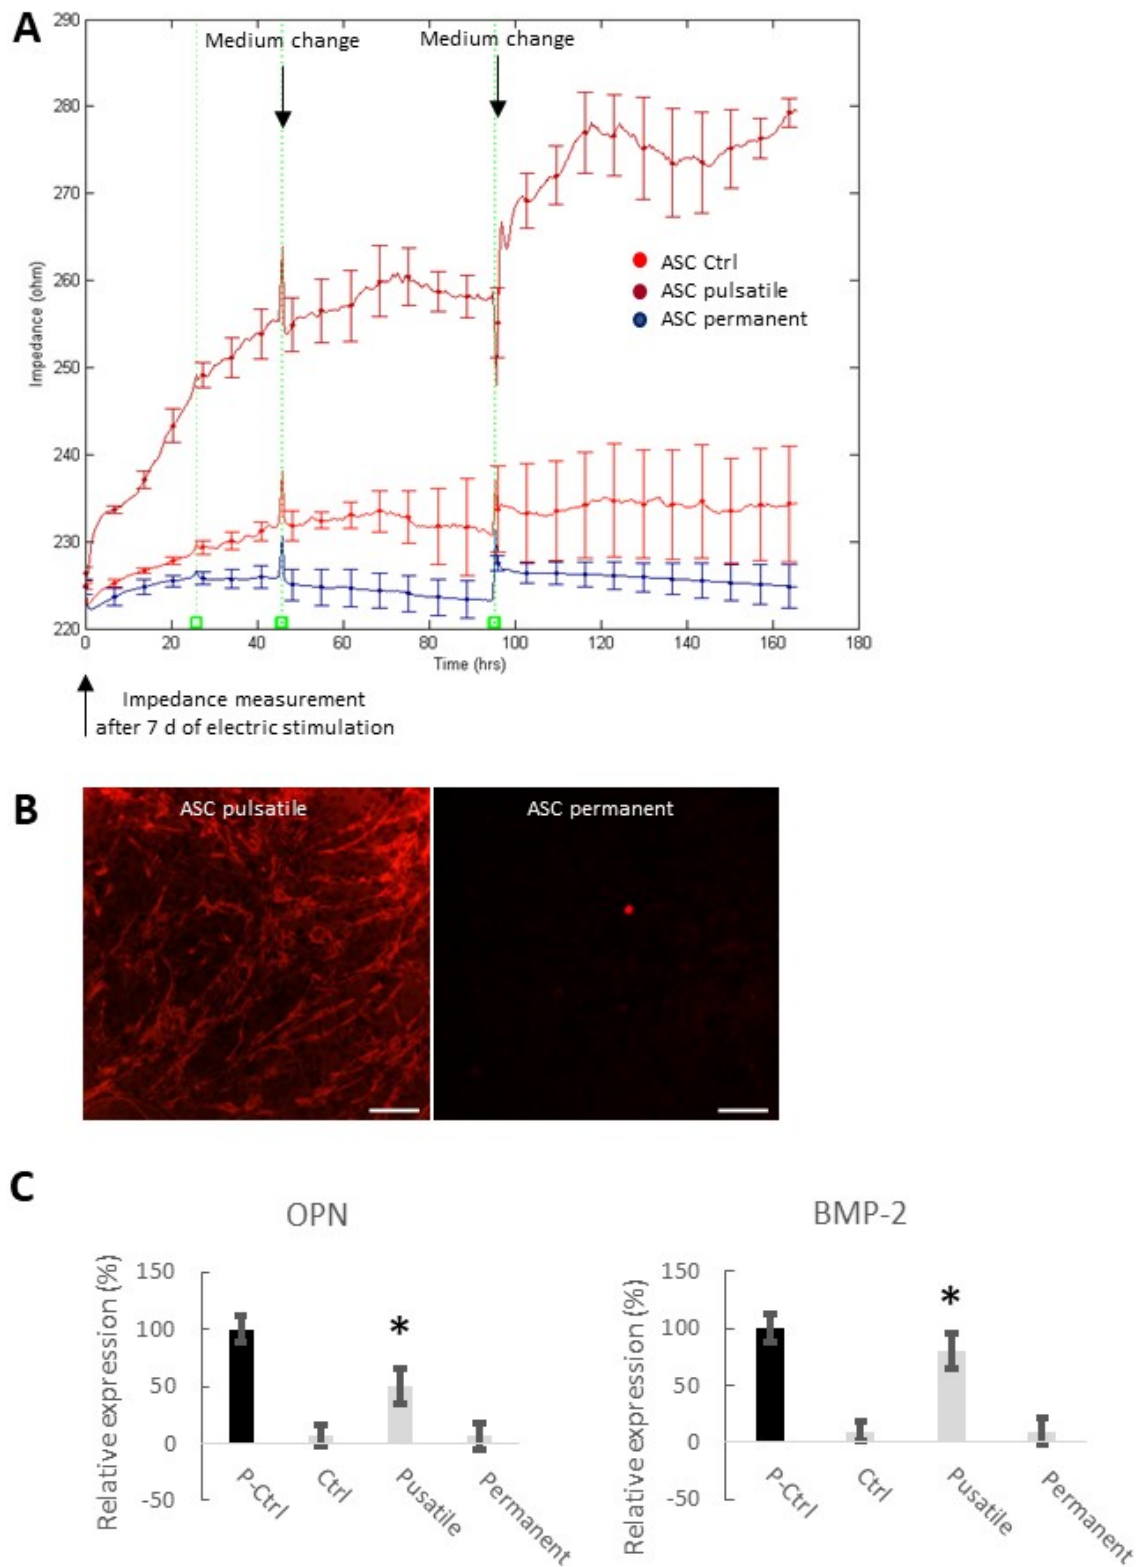 A
290
280
270
260
250
240
230
220
Impedance (ohm)
Medium change
Medium change
ASC Ctrl
ASC pulsatile
ASC permanent
0
20
40
60
80
100
120
140
160
180
Time (hrs)
Impedance measurement
after 7 d of electric stimulation
B
ASC pulsatile
ASC permanent
C
OPN
Relative expression (%)
150
100
50
0
-50
*
P-Ctrl
Ctrl
Pusatile
Permanent
BMP-2
Relative expression (%)
150
100
50
0
-50
*
P-Ctrl
Ctrl
Pusatile
Permanent